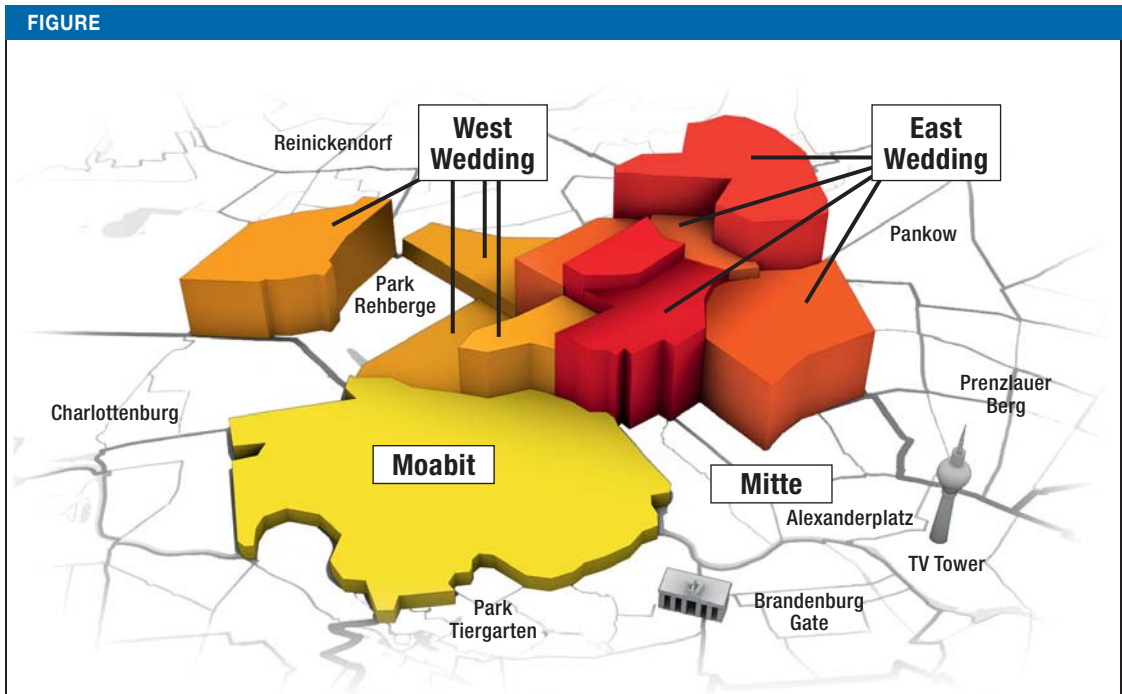 FIGURE
West
Wedding
East
Wedding
Reinickendorf
Pankow
Park
Rehberge
Prenzlauer
Berg
Charlottenburg
Moabit
Mitte
Alexanderplatz
TV Tower
Brandenburg
Gate
Park
Tiergarten